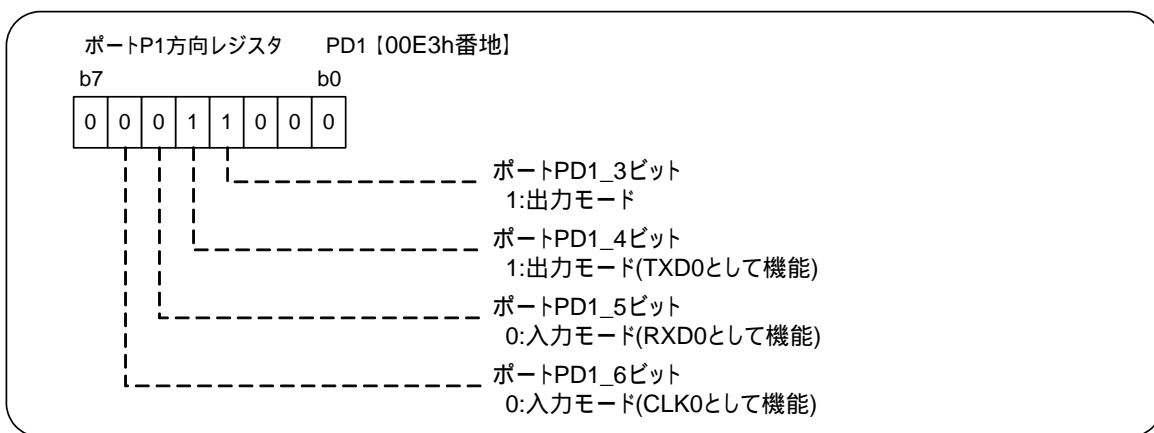 ポートP1方向レジスタ PD1【00E3h番地】
b7 b0
0 0 0 1 1 0 0 0
ポートPD1_3ビット
1:出力モード
ポートPD1_4ビット
1:出力モード(TXD0として機能)
ポートPD1_5ビット
0:入力モード(RXD0として機能)
ポートPD1_6ビット
0:入力モード(CLK0として機能)